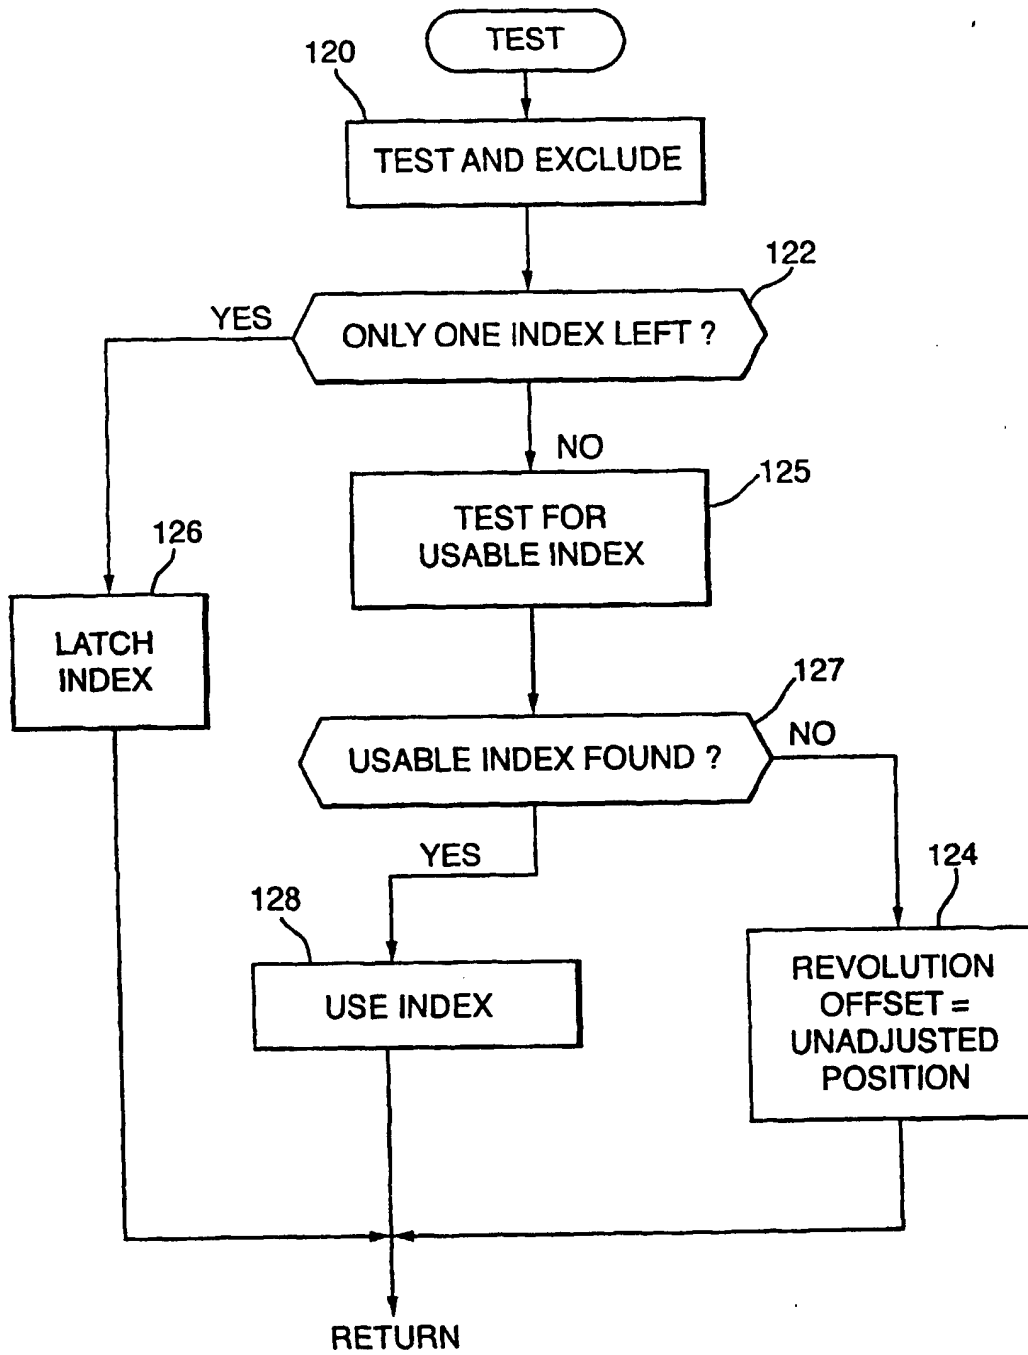 TEST
120
TEST AND EXCLUDE
122
YES
ONLY ONE INDEX LEFT ?
NO
125
TEST FOR
USABLE INDEX
126
LATCH
INDEX
127
USABLE INDEX FOUND ?
NO
YES
124
128
USE INDEX
REVOLUTION
OFFSET =
UNADJUSTED
POSITION
RETURN